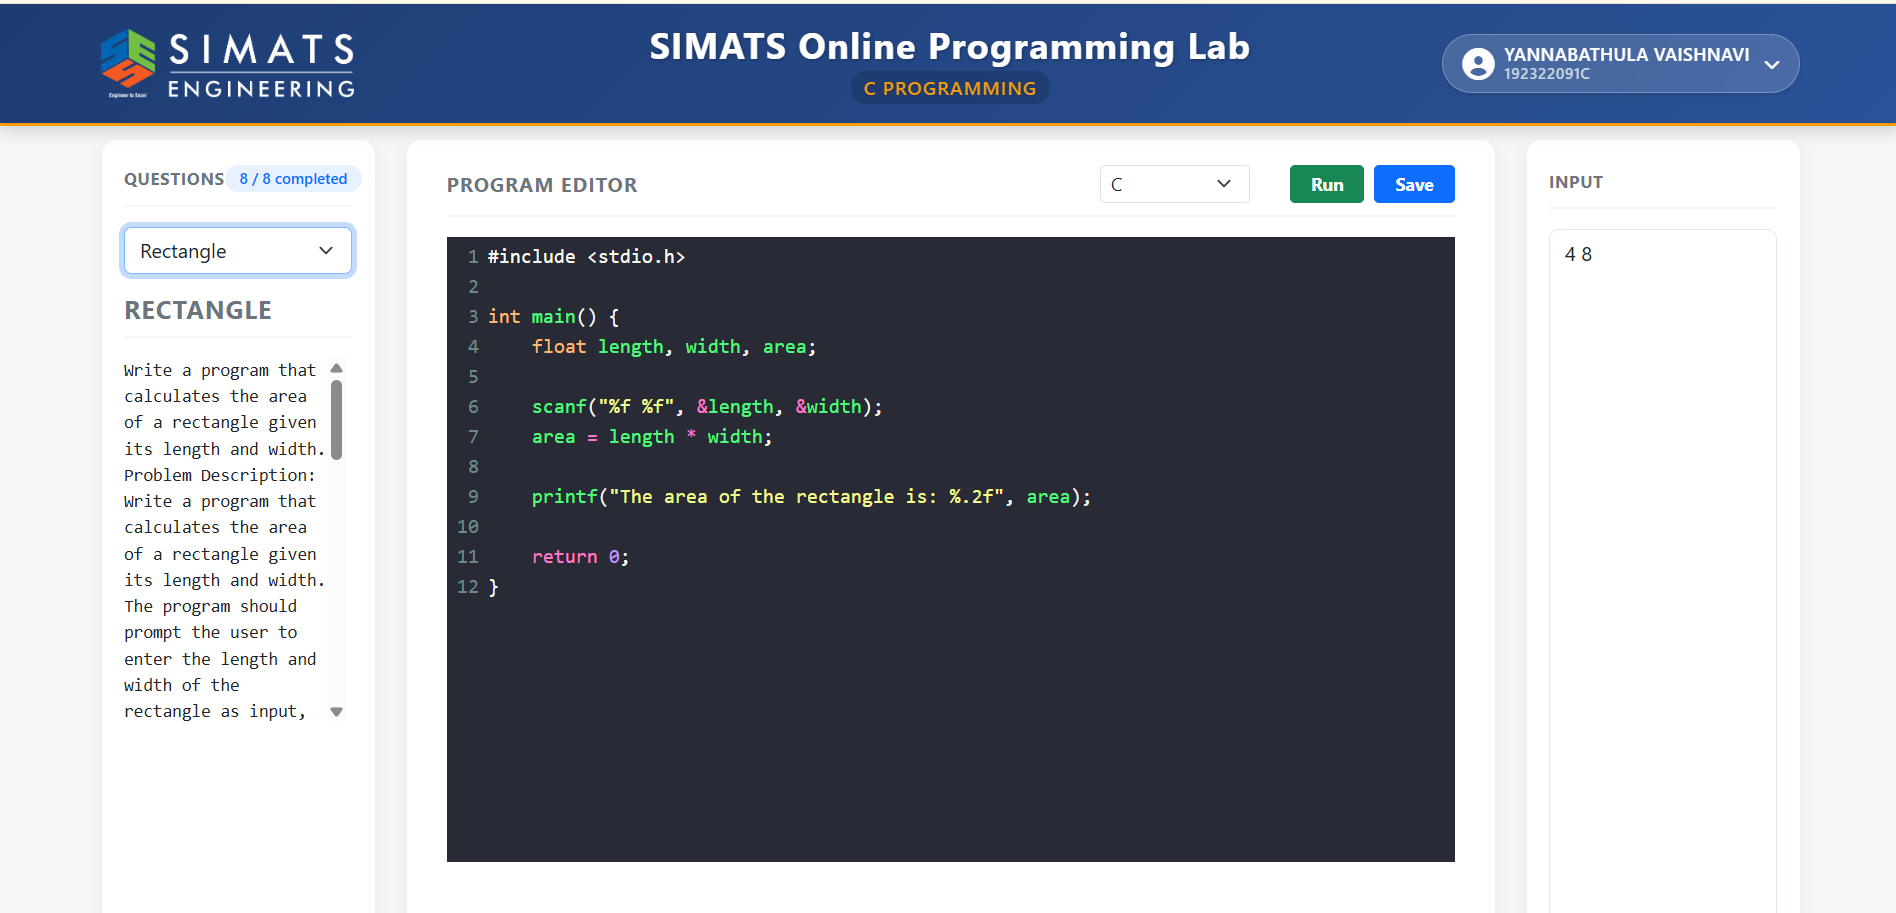 SIMATS
ENGINEERING
Engineer to Excel
SIMATS Online Programming Lab
C PROGRAMMING
YANNABATHULA VAISHNAVI
192322091C
QUESTIONS 8 / 8 completed
Rectangle
RECTANGLE
Write a program that
calculates the area
of a rectangle given
its length and width.
Problem Description:
Write a program that
calculates the area
of a rectangle given
its length and width.
The program should
prompt the user to
enter the length and
width of the
rectangle as input,
PROGRAM EDITOR
C
Run
Save
1 #include <stdio.h>
2
3 int main() {
4     float length, width, area;
5
6     scanf("%f %f", &length, &width);
7     area = length * width;
8
9     printf("The area of the rectangle is: %.2f", area);
10
11     return 0;
12 }
INPUT
4 8